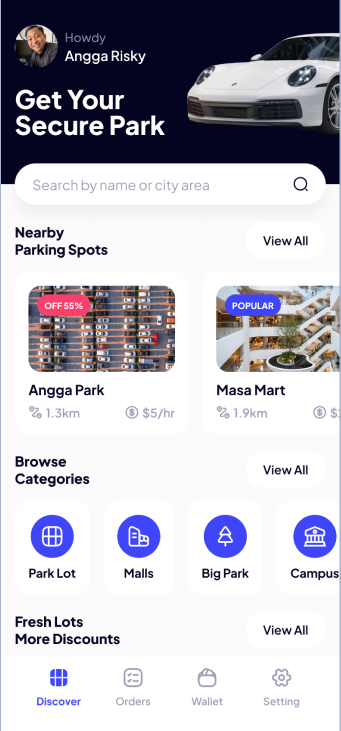 Howdy
Angga Risky
Get Your
Secure Park
Search by name or city area
Nearby
Parking Spots
View All
OFF 55%
POPULAR
Angga Park
Masa Mart
1.3km
$5/hr
1.9km
Browse
Categories
View All
Park Lot
Malls
Big Park
Campus
Fresh Lots
More Discounts
View All
Discover
Orders
Wallet
Setting